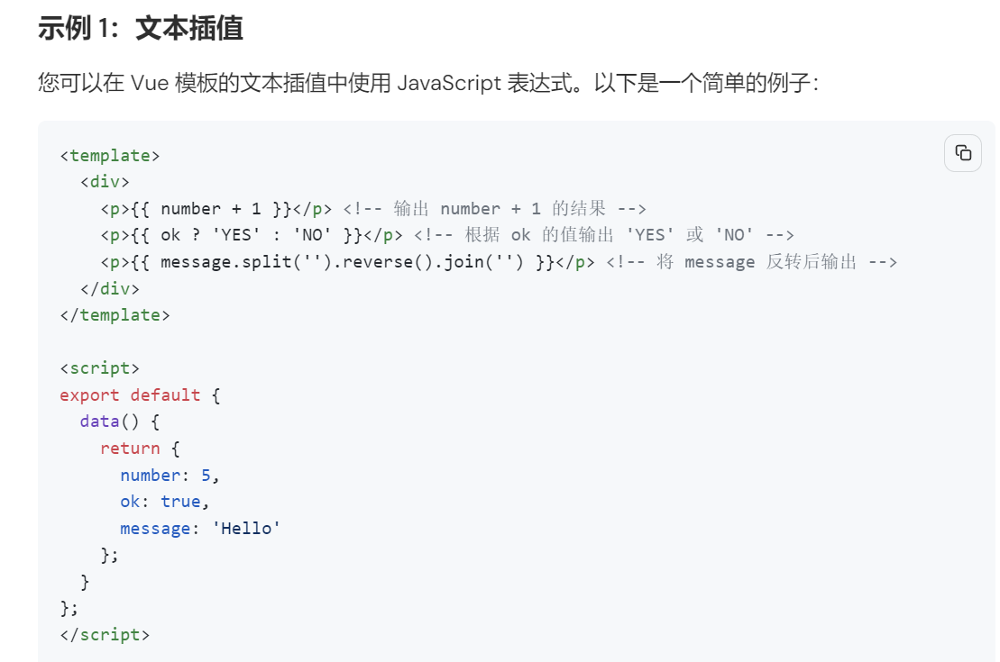 示例 1：文本插值
您可以在 Vue 模板的文本插值中使用 JavaScript 表达式。以下是一个简单的例子：
<template>
  <div>
    <p>{{ number + 1 }}</p> <!-- 输出 number + 1 的结果 -->
    <p>{{ ok ? 'YES' : 'NO' }}</p> <!-- 根据 ok 的值输出 'YES' 或 'NO' -->
    <p>{{ message.split('').reverse().join('') }}</p> <!-- 将 message 反转后输出 -->
  </div>
</template>

<script>
export default {
  data() {
    return {
      number: 5,
      ok: true,
      message: 'Hello'
    };
  }
};
</script>